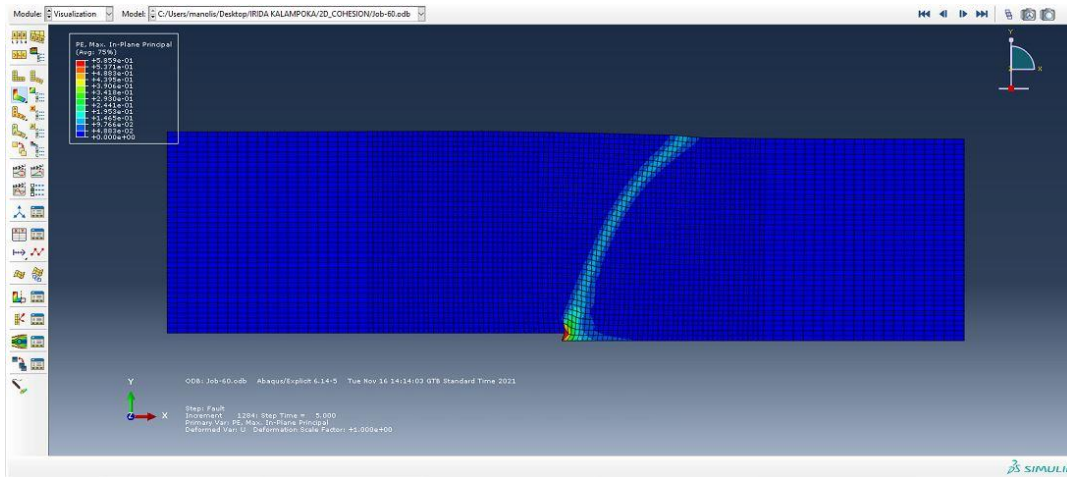 Module: Visualization Model: C:/Users/manolis/Desktop/IRIDA KALAMPOKA/2D_COHESION/Job-60.odb
PE, Max. In-Plane Principal
(Avg: 75%)
+5.859e-01
+5.371e-01
+4.883e-01
+4.395e-01
+3.906e-01
+3.418e-01
+2.930e-01
+2.441e-01
+1.953e-01
+1.465e-01
+9.766e-02
+4.883e-02
+0.000e+00
Y
X
ODB: Job-60.odb Abaqus/Explicit 6.14-5 Tue Nov 16 14:14:03 GTB Standard Time 2021
Y
Z X
Step: Fault
Increment 1284: Step Time = 5.000
Primary Var: PE, Max. In-Plane Principal
Deformed Var: U Deformation Scale Factor: +1.000e+00
SIMULI